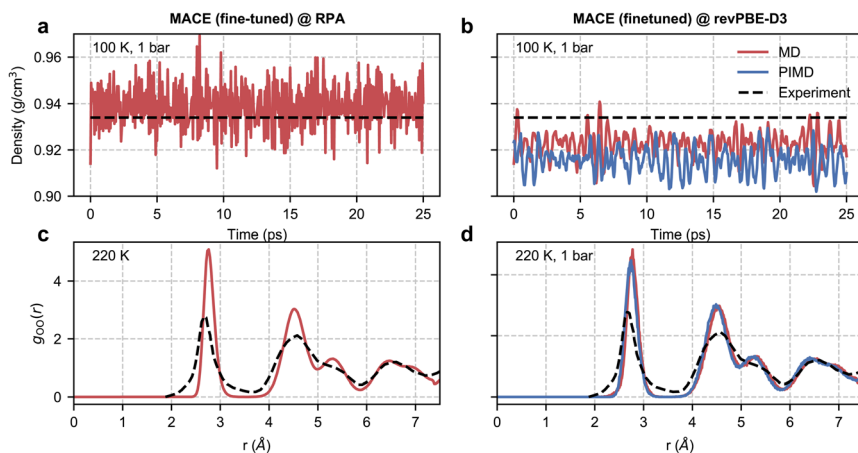 MACE (fine-tuned) @ RPA
MACE (finetuned) @ revPBE-D3
a
b
100 K, 1 bar
100 K, 1 bar
MD
PIMD
Experiment
Density (g/cm³)
0.96
0.94
0.92
0.90
0 5 10 15 20 25
0 5 10 15 20 25
Time (ps)
Time (ps)
c
d
220 K
220 K, 1 bar
g_OO(r)
4
2
0
0 1 2 3 4 5 6 7
0 1 2 3 4 5 6 7
r (Å)
r (Å)